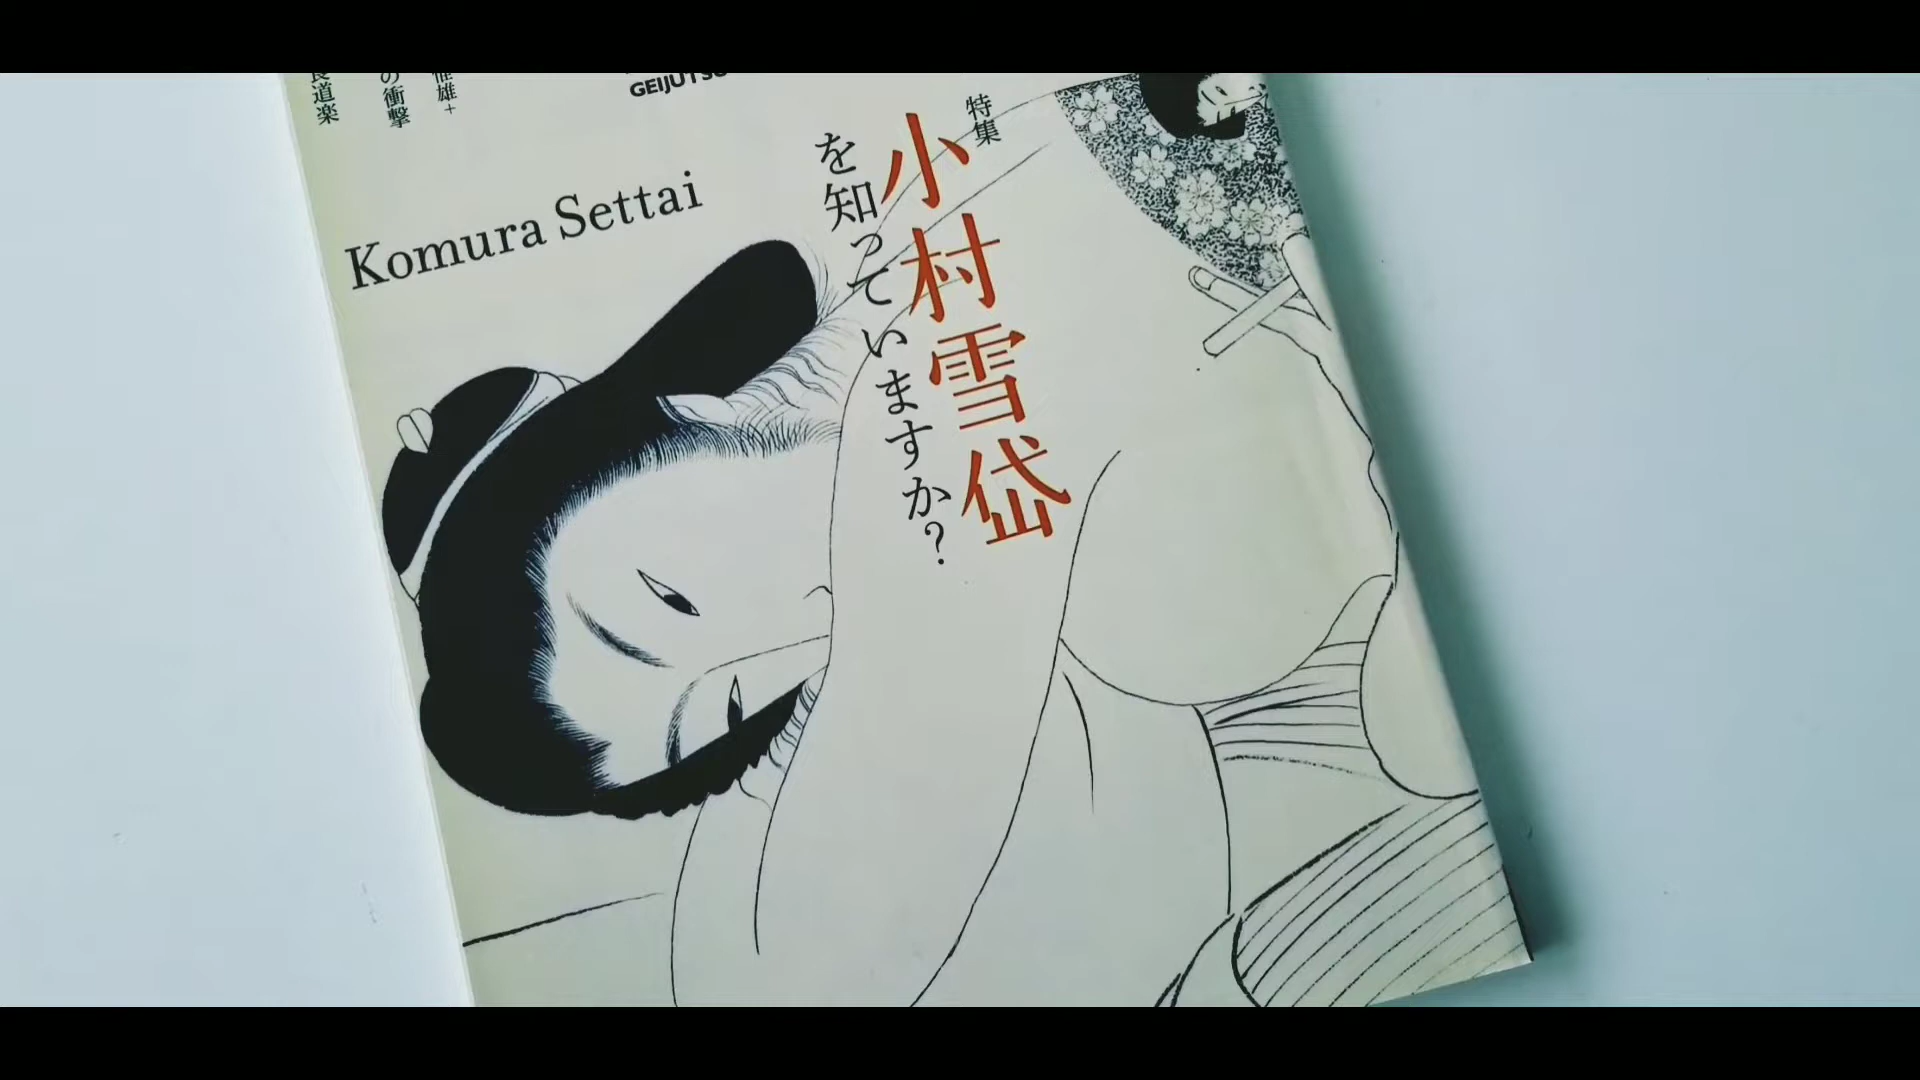 GEIJUTSU
特集
小村雪岱
を知っていますか?
Komura Settai
雄+
の衝撃
道楽